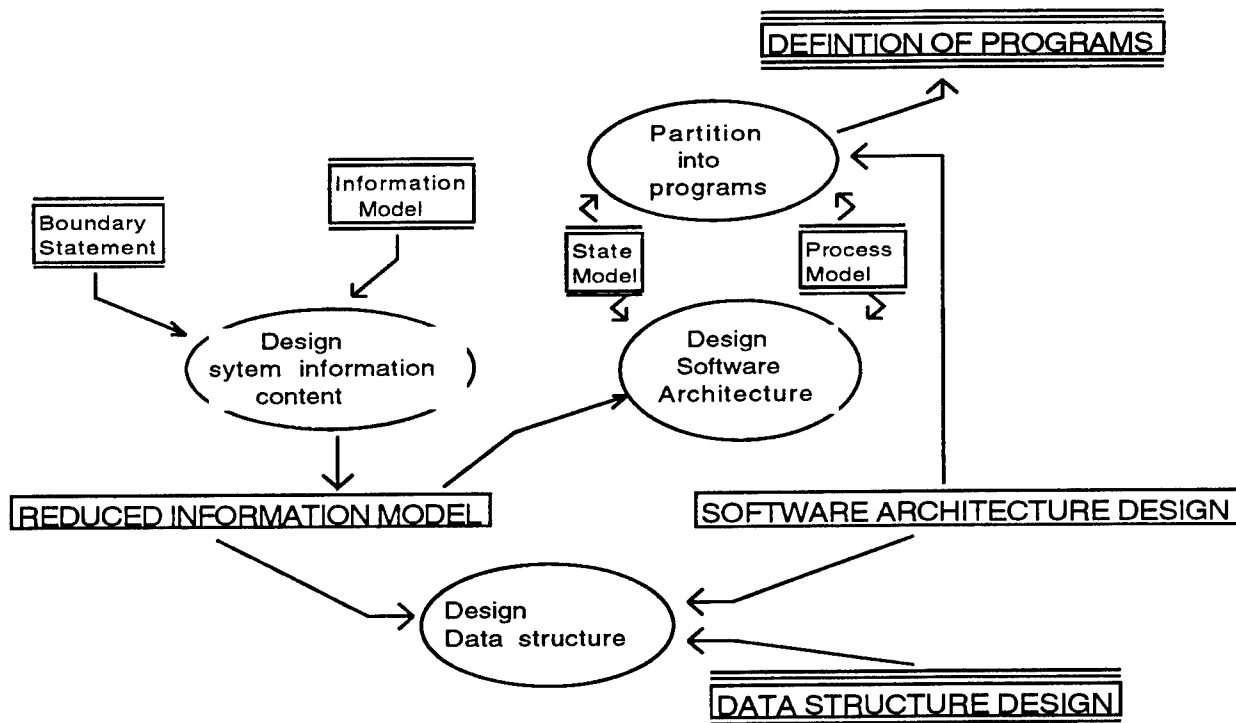 DEFINTION OF PROGRAMS
Partition
into
programs
Information
Model
Boundary
Statement
State
Model
Process
Model
Design
sytem information
content
Design
Software
Architecture
REDUCED INFORMATION MODEL
SOFTWARE ARCHITECTURE DESIGN
Design
Data structure
DATA STRUCTURE DESIGN